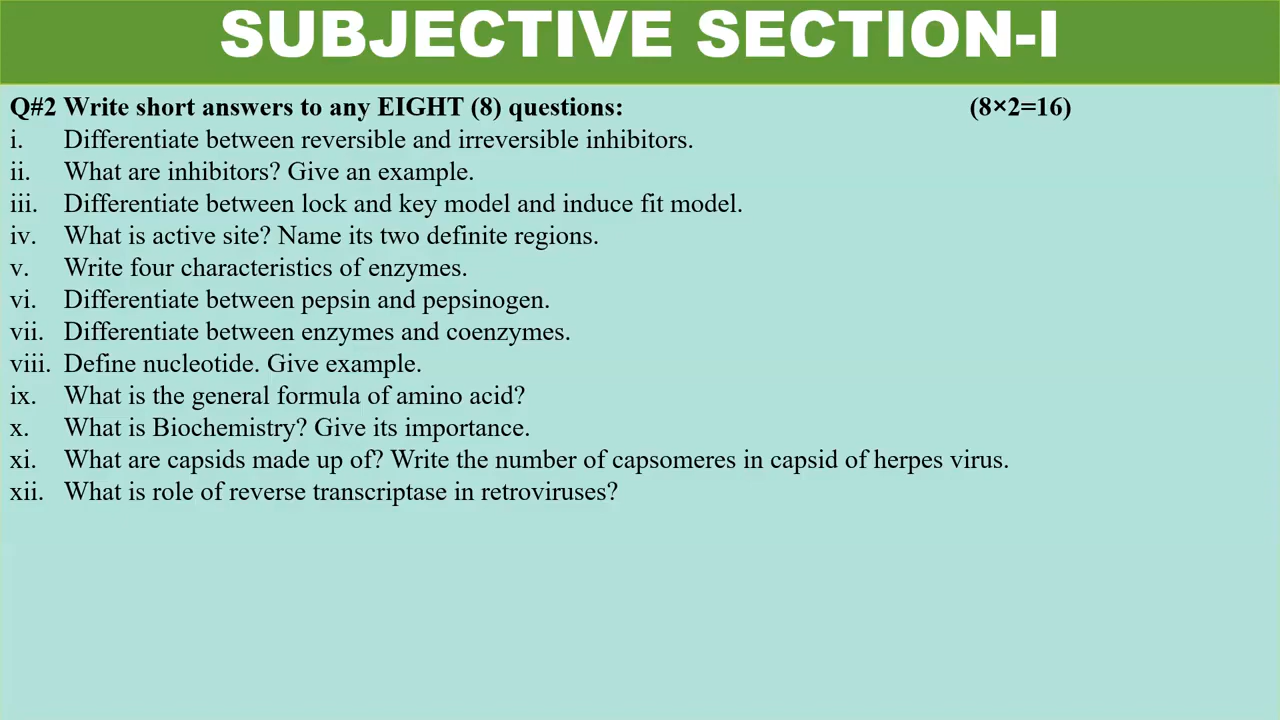 SUBJECTIVE SECTION-I
Q#2 Write short answers to any EIGHT (8) questions: (8×2=16)
i. Differentiate between reversible and irreversible inhibitors.
ii. What are inhibitors? Give an example.
iii. Differentiate between lock and key model and induce fit model.
iv. What is active site? Name its two definite regions.
v. Write four characteristics of enzymes.
vi. Differentiate between pepsin and pepsinogen.
vii. Differentiate between enzymes and coenzymes.
viii. Define nucleotide. Give example.
ix. What is the general formula of amino acid?
x. What is Biochemistry? Give its importance.
xi. What are capsids made up of? Write the number of capsomeres in capsid of herpes virus.
xii. What is role of reverse transcriptase in retroviruses?